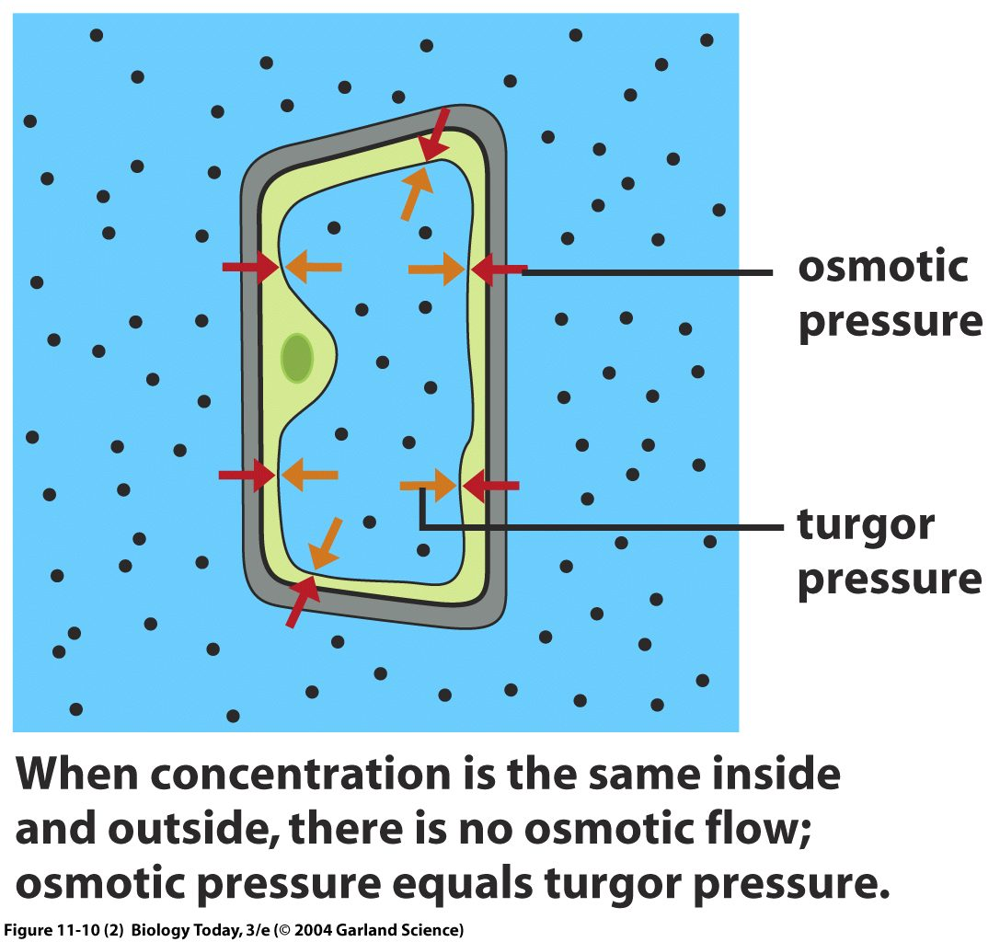 osmotic
pressure
turgor
pressure
When concentration is the same inside
and outside, there is no osmotic flow;
osmotic pressure equals turgor pressure.
Figure 11-10 (2) Biology Today, 3/e (© 2004 Garland Science)